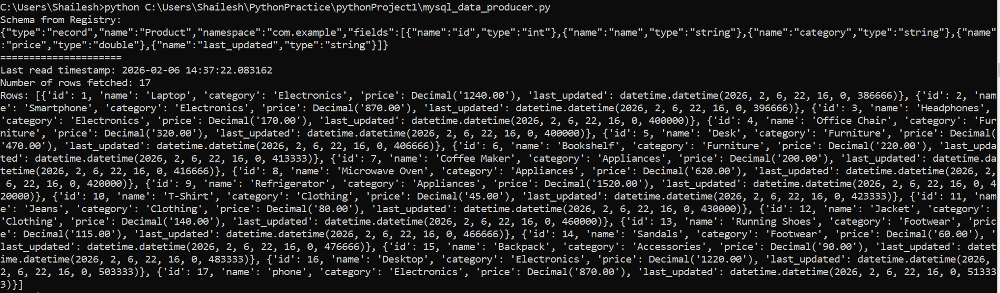 C:\Users\Shailesh>python C:\Users\Shailesh\PythonPractice\pythonProject1\mysql_data_producer.py
Schema from Registry:
{"type":"record","name":"Product","namespace":"com.example","fields":[{"name":"id","type":"int"},{"name":"name","type":"string"},{"name":"category","type":"string"},{"name"
:"price","type":"double"},{"name":"last_updated","type":"string"}]}
=====================
Last read timestamp: 2026-02-06 14:37:22.083162
Number of rows fetched: 17
Rows: [{'id': 1, 'name': 'Laptop', 'category': 'Electronics', 'price': Decimal('1240.00'), 'last_updated': datetime.datetime(2026, 2, 6, 22, 16, 0, 386666)}, {'id': 2, 'nam
e': 'Smartphone', 'category': 'Electronics', 'price': Decimal('870.00'), 'last_updated': datetime.datetime(2026, 2, 6, 22, 16, 0, 396666)}, {'id': 3, 'name': 'Headphones',
'category': 'Electronics', 'price': Decimal('170.00'), 'last_updated': datetime.datetime(2026, 2, 6, 22, 16, 0, 400000)}, {'id': 4, 'name': 'Office Chair', 'category': 'Fur
niture', 'price': Decimal('320.00'), 'last_updated': datetime.datetime(2026, 2, 6, 22, 16, 0, 400000)}, {'id': 5, 'name': 'Desk', 'category': 'Furniture', 'price': Decimal(
'470.00'), 'last_updated': datetime.datetime(2026, 2, 6, 22, 16, 0, 406666)}, {'id': 6, 'name': 'Bookshelf', 'category': 'Furniture', 'price': Decimal('220.00'), 'last_upda
ted': datetime.datetime(2026, 2, 6, 22, 16, 0, 413333)}, {'id': 7, 'name': 'Coffee Maker', 'category': 'Appliances', 'price': Decimal('200.00'), 'last_updated': datetime.da
tetime(2026, 2, 6, 22, 16, 0, 416666)}, {'id': 8, 'name': 'Microwave Oven', 'category': 'Appliances', 'price': Decimal('620.00'), 'last_updated': datetime.datetime(2026, 2,
 6, 22, 16, 0, 420000)}, {'id': 9, 'name': 'Refrigerator', 'category': 'Appliances', 'price': Decimal('1520.00'), 'last_updated': datetime.datetime(2026, 2, 6, 22, 16, 0, 4
20000)}, {'id': 10, 'name': 'T-Shirt', 'category': 'Clothing', 'price': Decimal('45.00'), 'last_updated': datetime.datetime(2026, 2, 6, 22, 16, 0, 423333)}, {'id': 11, 'nam
e': 'Jeans', 'category': 'Clothing', 'price': Decimal('80.00'), 'last_updated': datetime.datetime(2026, 2, 6, 22, 16, 0, 430000)}, {'id': 12, 'name': 'Jacket', 'category':
'Clothing', 'price': Decimal('140.00'), 'last_updated': datetime.datetime(2026, 2, 6, 22, 16, 0, 460000)}, {'id': 13, 'name': 'Running Shoes', 'category': 'Footwear', 'pric
e': Decimal('115.00'), 'last_updated': datetime.datetime(2026, 2, 6, 22, 16, 0, 466666)}, {'id': 14, 'name': 'Sandals', 'category': 'Footwear', 'price': Decimal('60.00'), '
last_updated': datetime.datetime(2026, 2, 6, 22, 16, 0, 476666)}, {'id': 15, 'name': 'Backpack', 'category': 'Accessories', 'price': Decimal('90.00'), 'last_updated': datet
ime.datetime(2026, 2, 6, 22, 16, 0, 483333)}, {'id': 16, 'name': 'Desktop', 'category': 'Electronics', 'price': Decimal('1220.00'), 'last_updated': datetime.datetime(2026,
2, 6, 22, 16, 0, 503333)}, {'id': 17, 'name': 'phone', 'category': 'Electronics', 'price': Decimal('870.00'), 'last_updated': datetime.datetime(2026, 2, 6, 22, 16, 0, 51333
3)}]